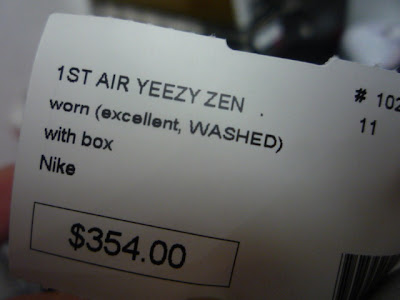 1ST AIR YEEZY ZEN # 102
worn (excellent, WASHED) 11
with box
Nike
$354.00